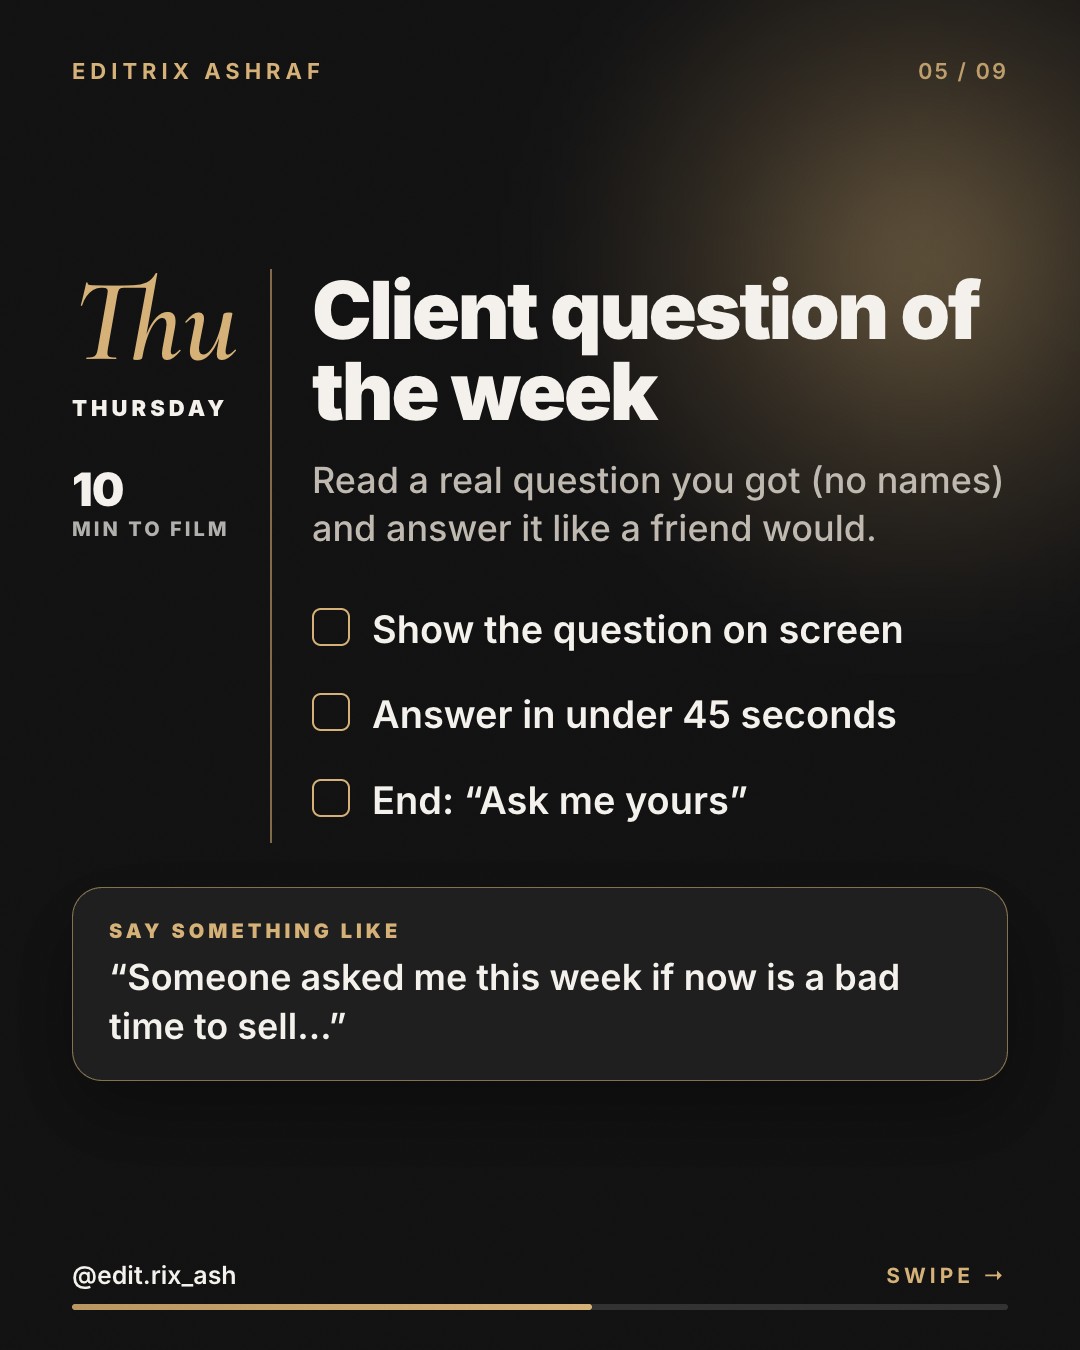 EDITRIX ASHRAF
05 / 09
Thu
THURSDAY
10
MIN TO FILM
Client question of
the week
Read a real question you got (no names)
and answer it like a friend would.
Show the question on screen
Answer in under 45 seconds
End: “Ask me yours”
SAY SOMETHING LIKE
“Someone asked me this week if now is a bad
time to sell…”
@edit.rix_ash
SWIPE →